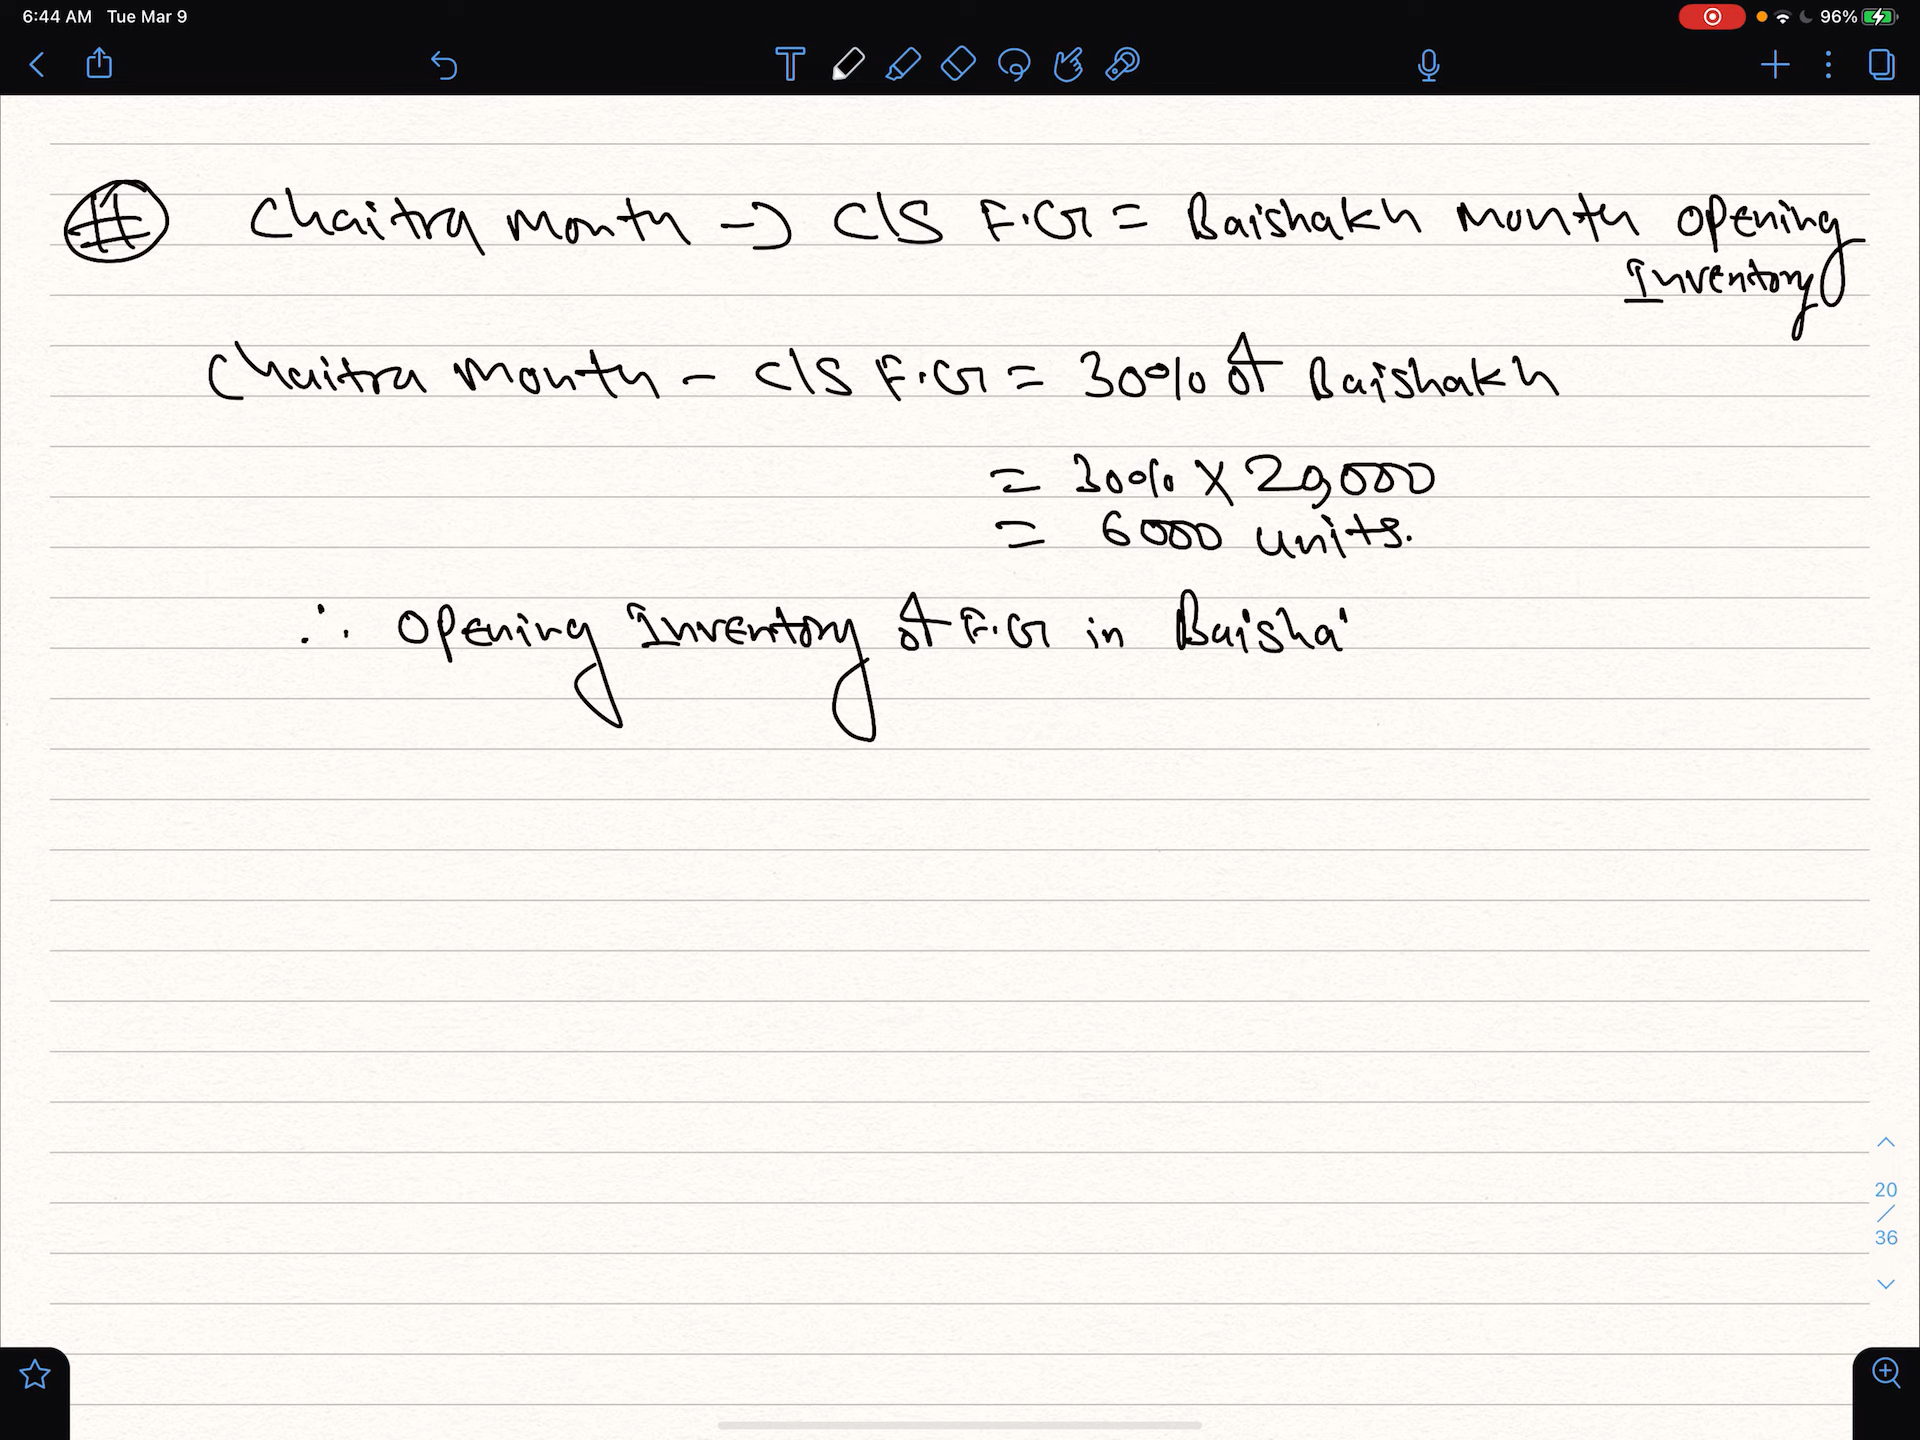 6:44 AM Tue Mar 9
96%
# Chaitra Month → C/S F.G = Baishakh Month opening
Inventory
Chaitra Month - C/S F.G = 30% of Baishakh
= 30% X 20,000
= 6000 units.
∴ Opening Inventory of F.G in Baisha
20
/
36